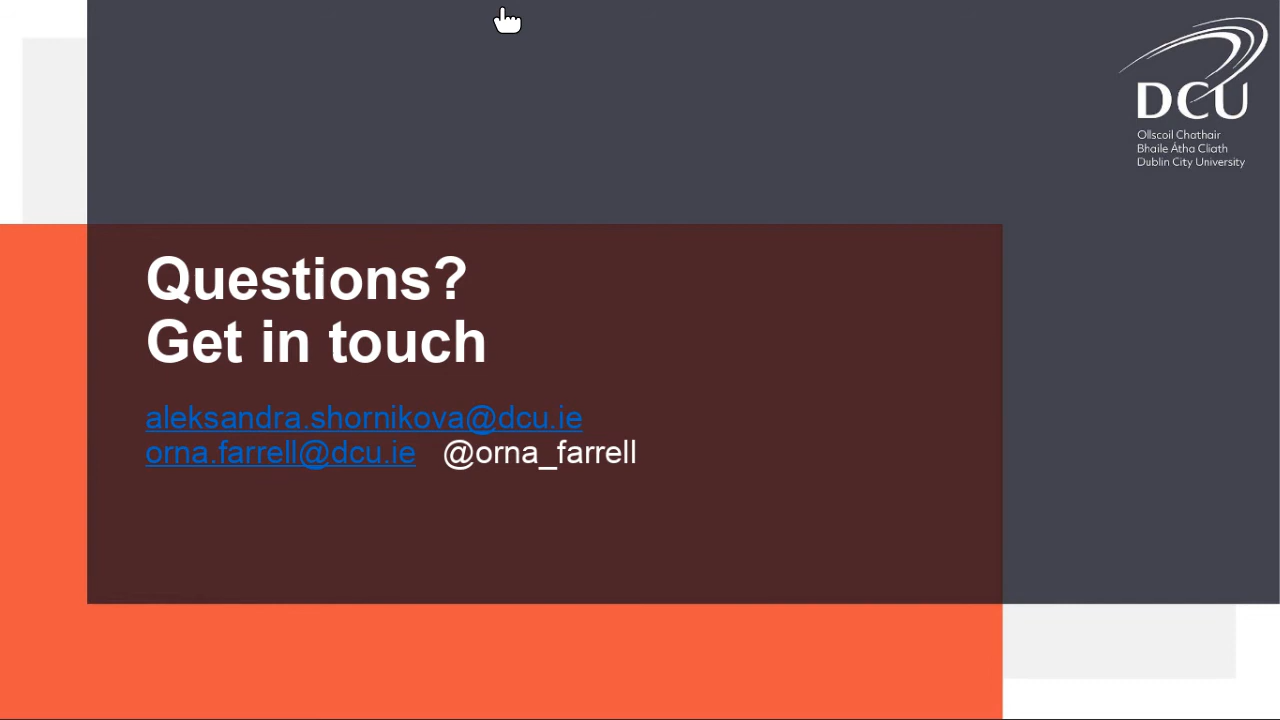 DCU
Ollscoil Chathair
Bhaile Átha Cliath
Dublin City University
Questions?
Get in touch
aleksandra.shornikova@dcu.ie
orna.farrell@dcu.ie @orna_farrell